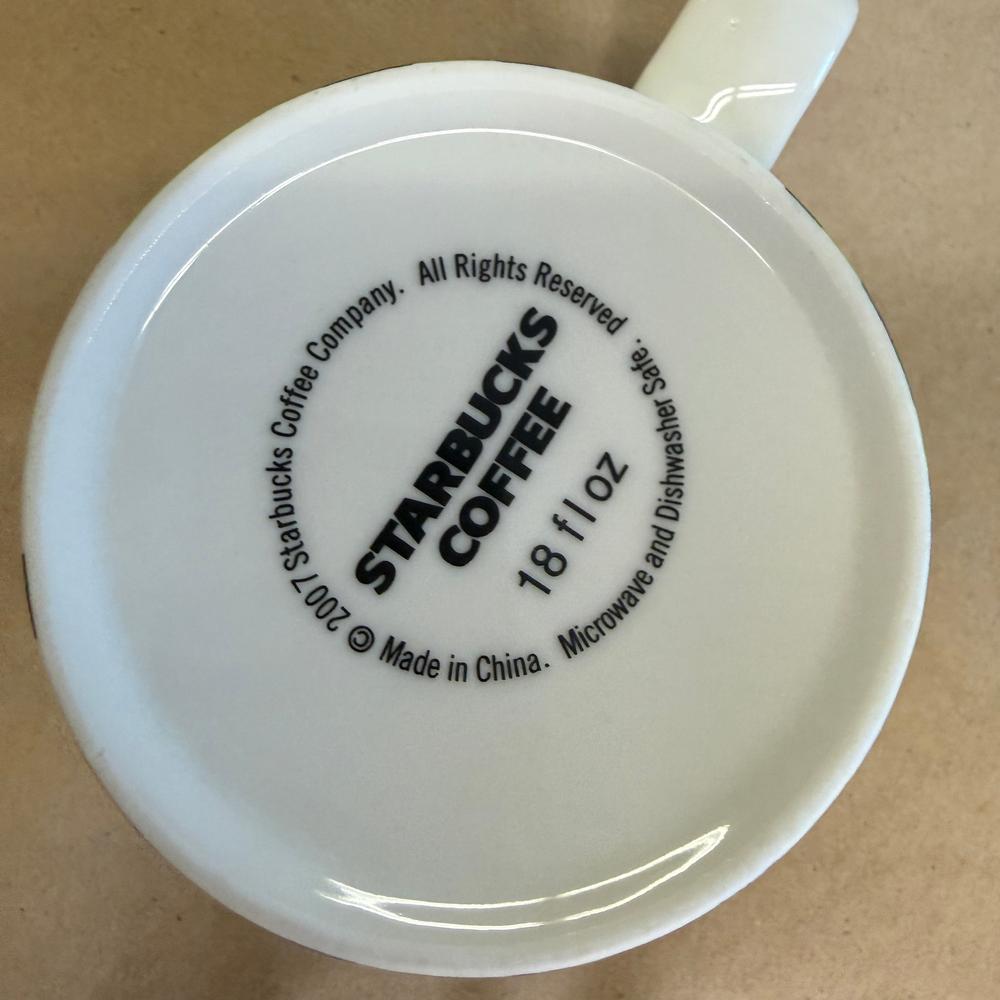 © 2007 Starbucks Coffee Company. All Rights Reserved
STARBUCKS
COFFEE
18 fl oz
Made in China. Microwave and Dishwasher Safe.